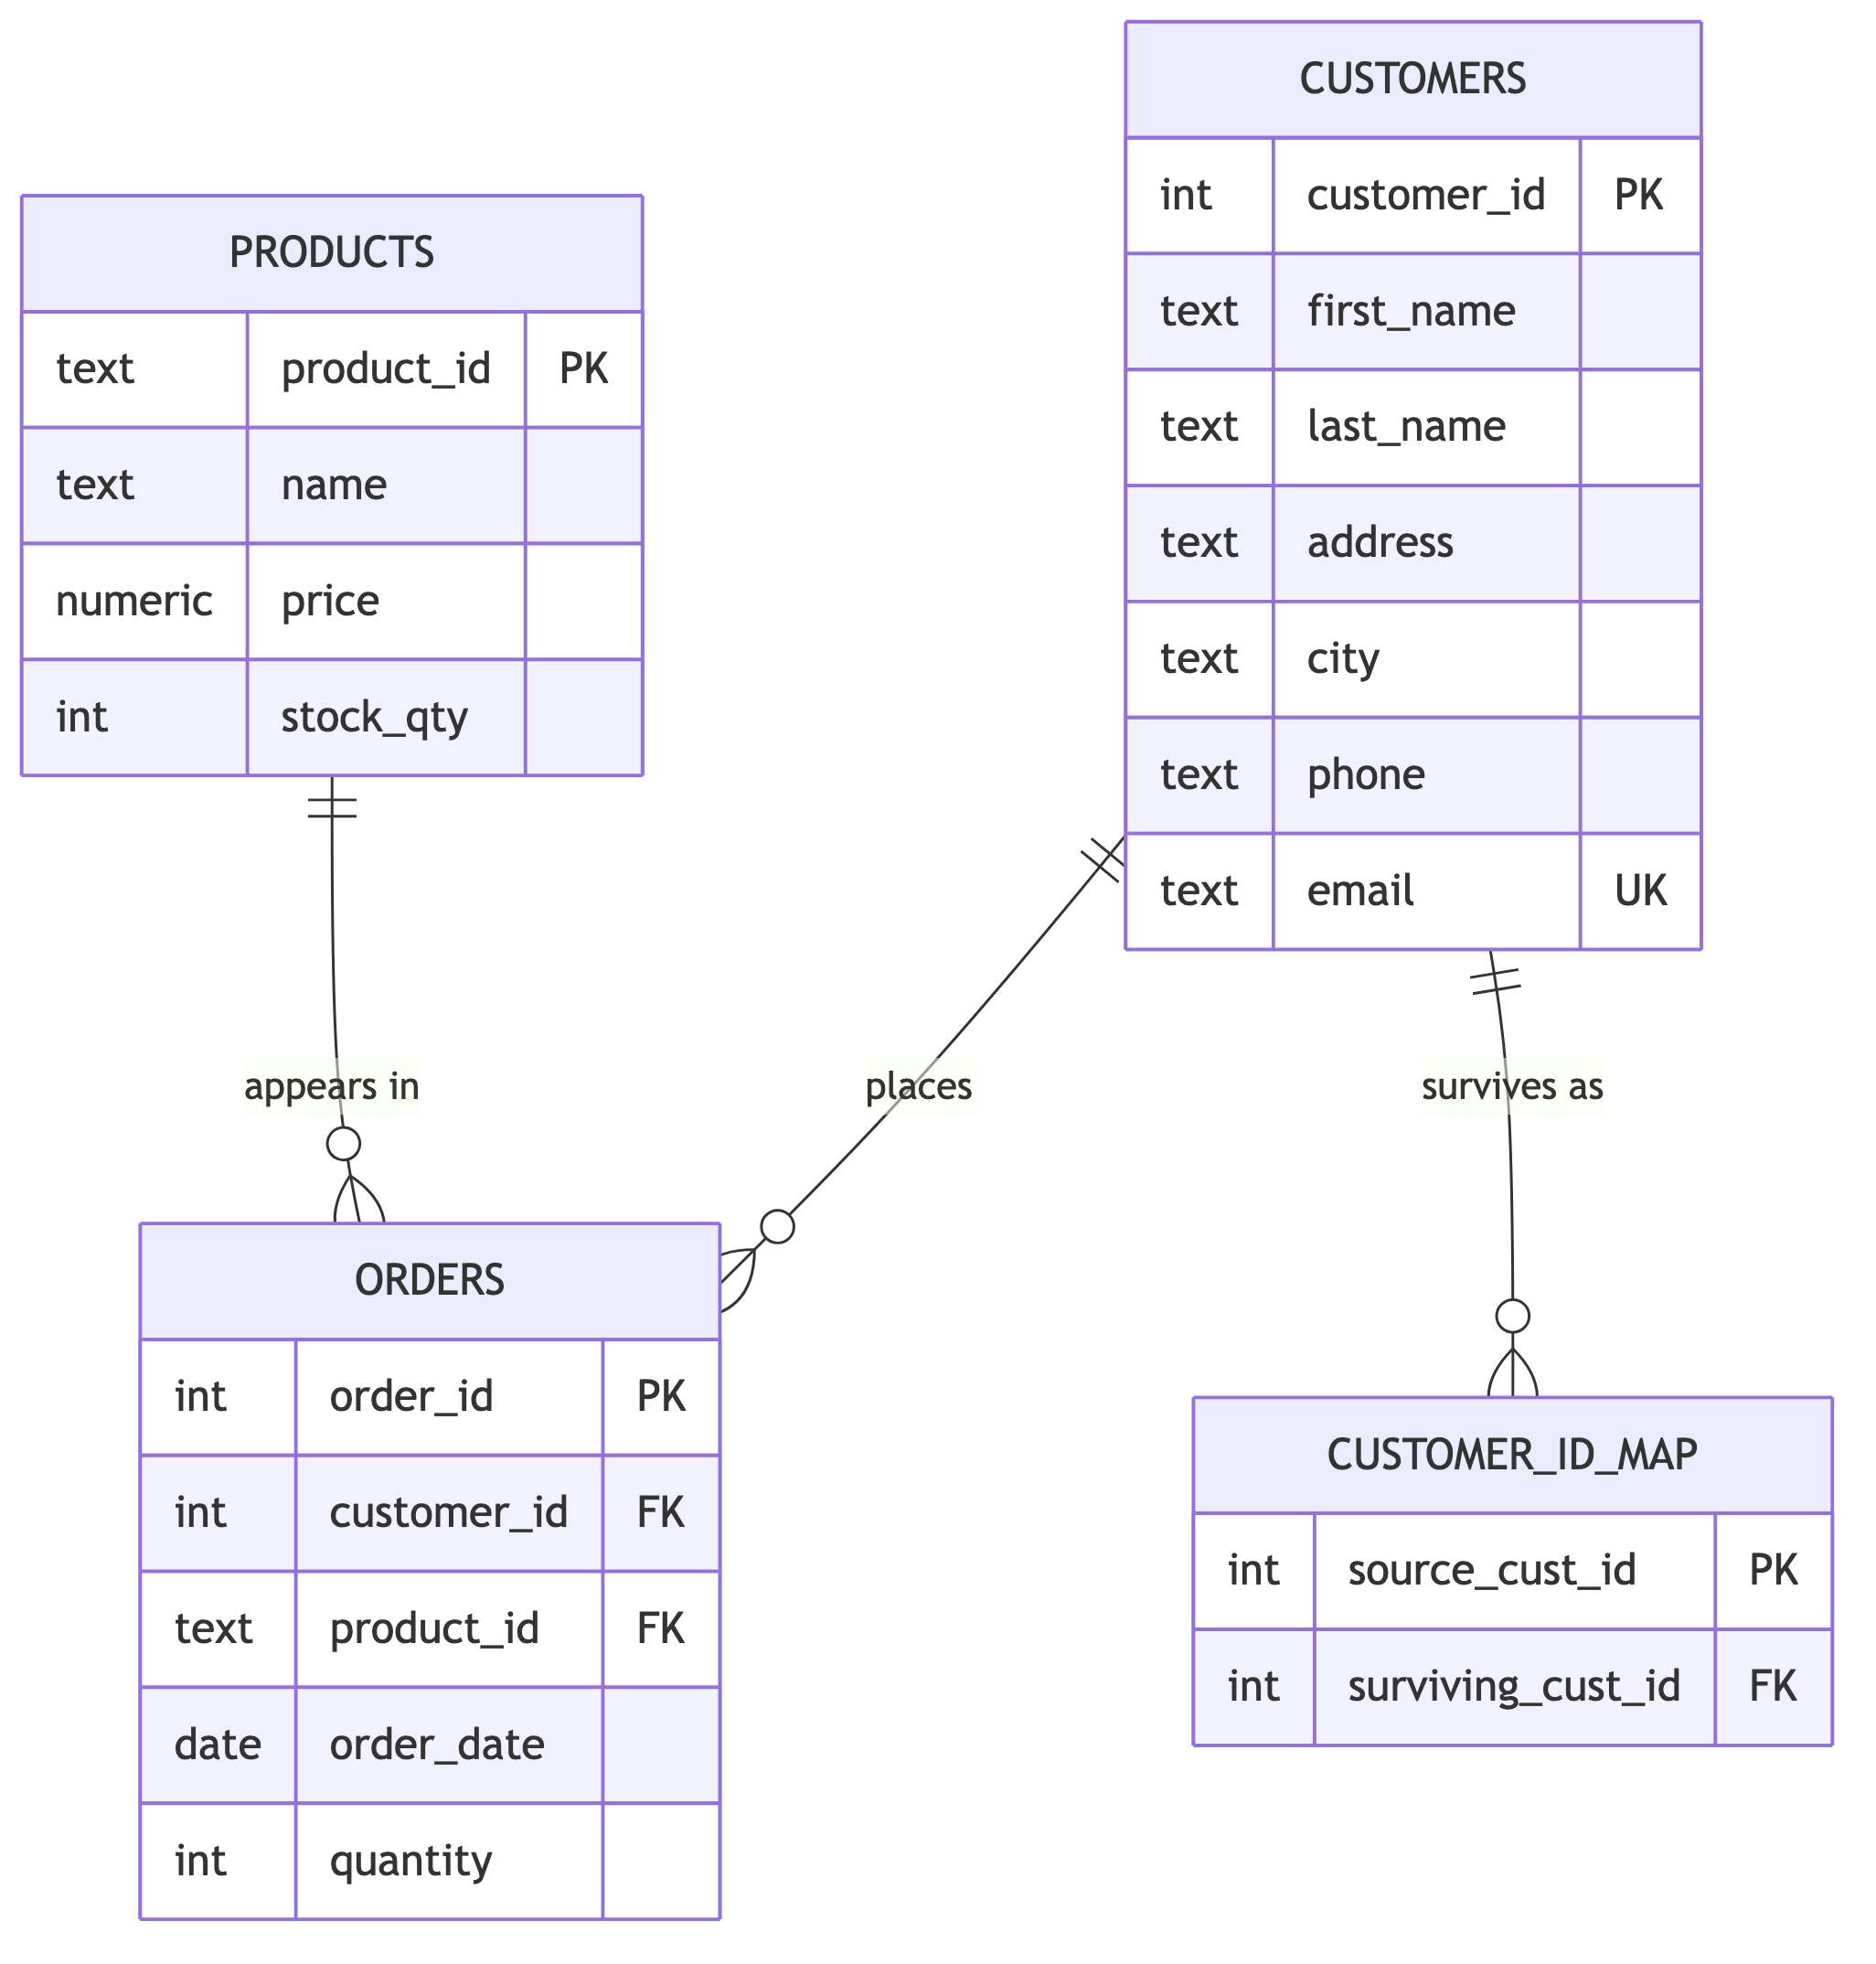 PRODUCTS
text product_id PK
text name
numeric price
int stock_qty
CUSTOMERS
int customer_id PK
text first_name
text last_name
text address
text city
text phone
text email UK
appears in
places
survives as
ORDERS
int order_id PK
int customer_id FK
text product_id FK
date order_date
int quantity
CUSTOMER_ID_MAP
int source_cust_id PK
int surviving_cust_id FK